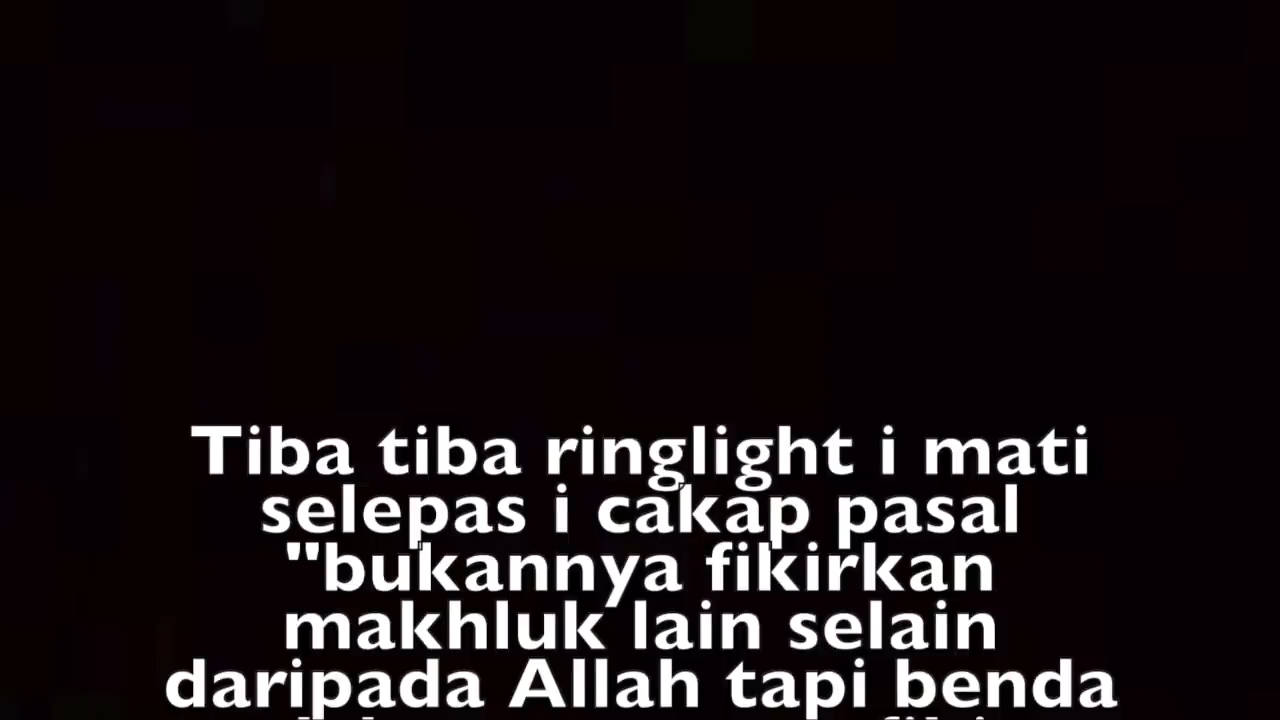 Tiba tiba ringlight i mati
selepas i cakap pasal
"bukannya fikirkan
makhluk lain selain
daripada Allah tapi benda